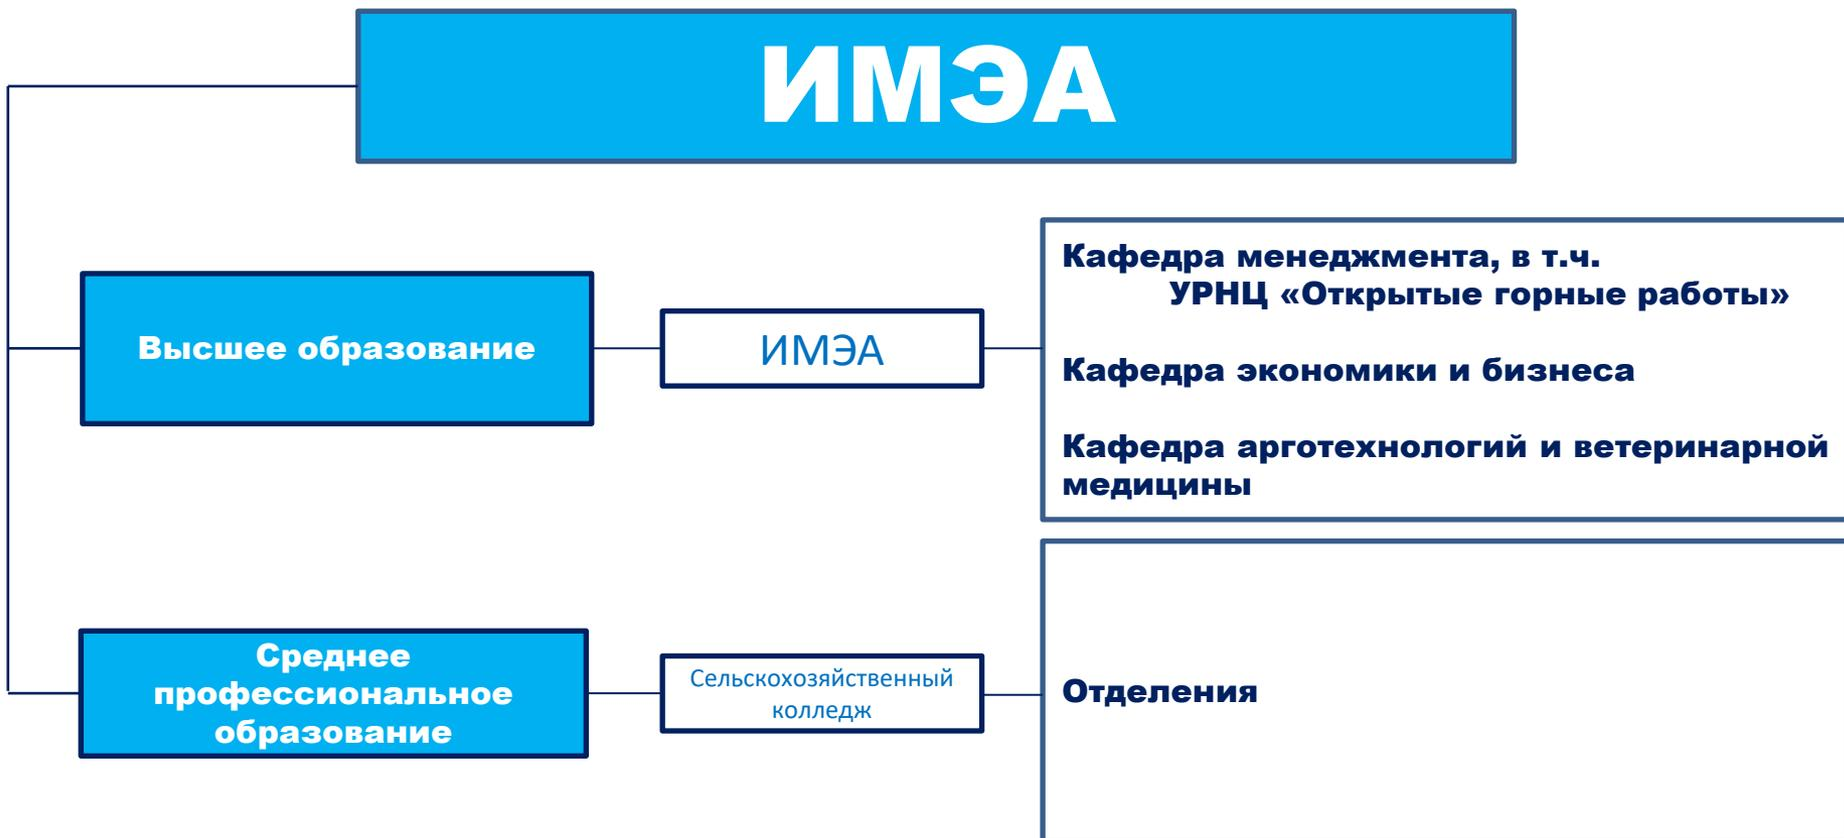 ИМЭА
Высшее образование
ИМЭА
Кафедра менеджмента, в т.ч.
УРНЦ «Открытые горные работы»
Кафедра экономики и бизнеса
Кафедра арготехнологий и ветеринарной
медицины
Среднее
профессиональное
образование
Сельскохозяйственный
колледж
Отделения